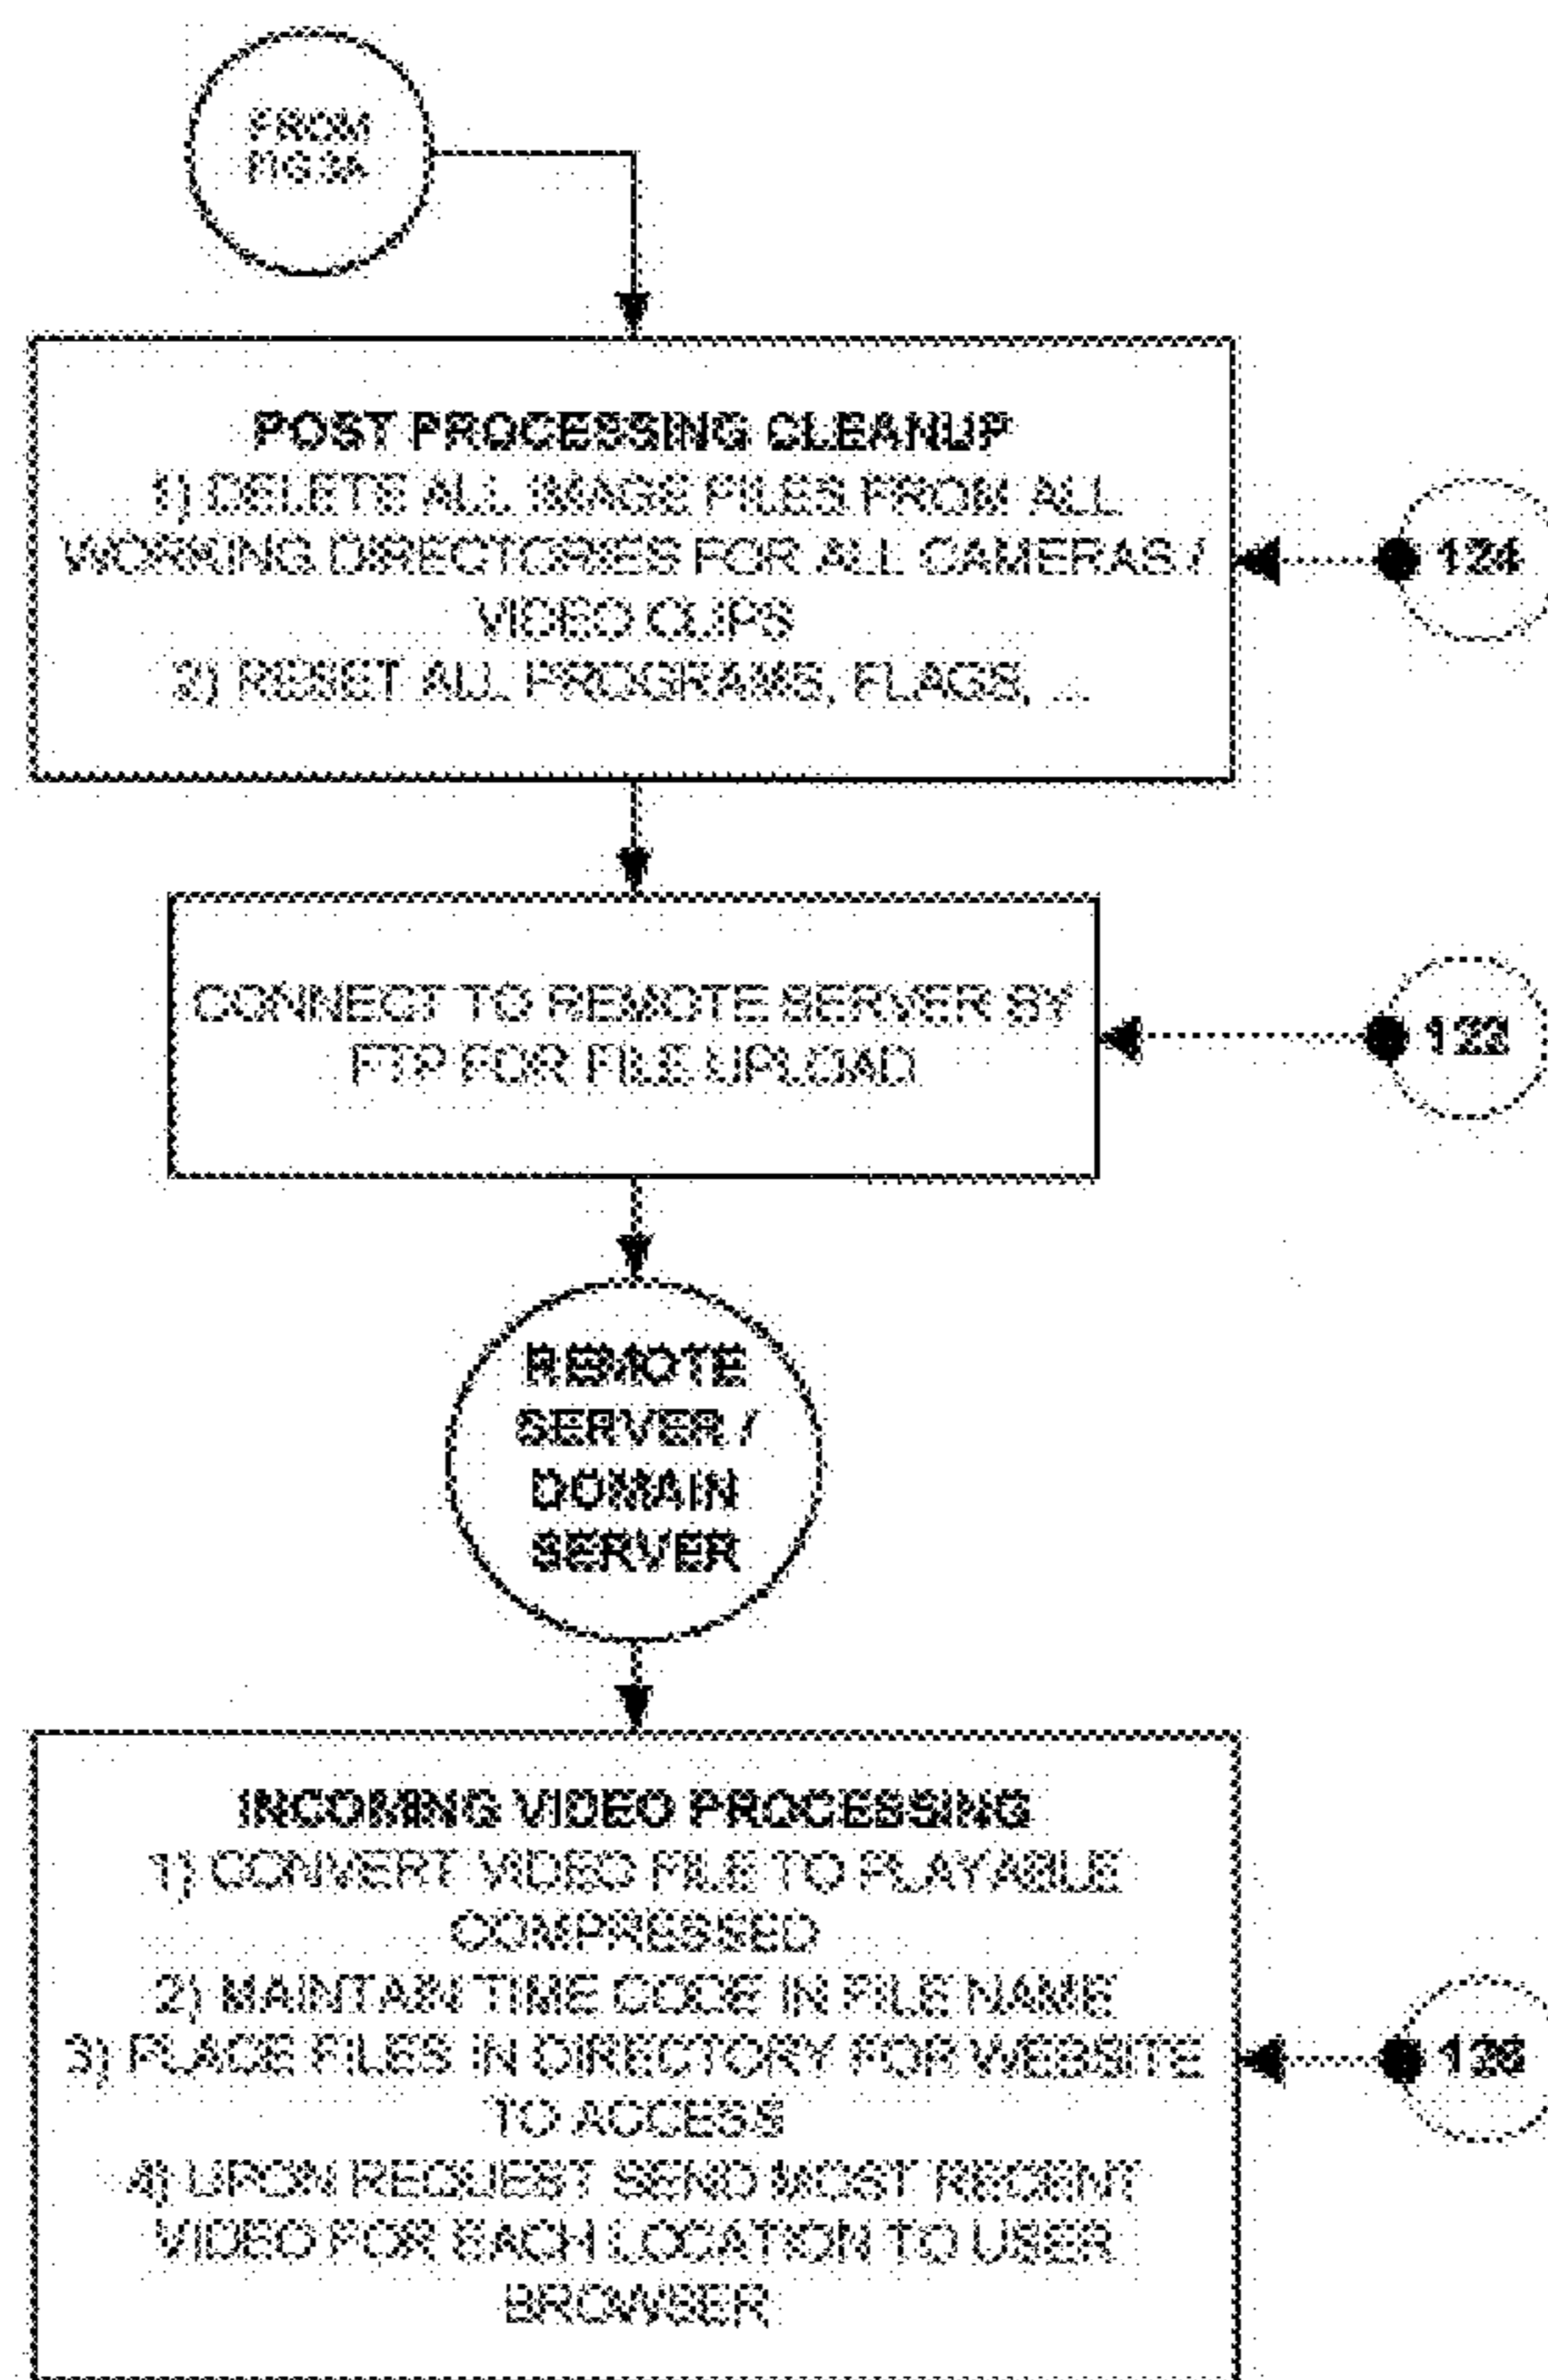 FROM
FIG 3A
POST PROCESSING CLEANUP
1) DELETE ALL IMAGE FILES FROM ALL
WORKING DIRECTORIES FOR ALL CAMERAS /
VIDEO CLIPS
2) RESET ALL PROGRAMS, FLAGS, ...
124
CONNECT TO REMOTE SERVER BY
FTP FOR FILE UPLOAD
REMOTE
SERVER /
DOMAIN
SERVER
INCOMING VIDEO PROCESSING
1) CONVERT VIDEO FILE TO PLAYABLE
COMPRESSED
2) MAINTAIN TIME CODE IN FILE NAME
3) PLACE FILES IN DIRECTORY FOR WEBSITE
TO ACCESS
4) UPON REQUEST SEND MOST RECENT
VIDEO FOR EACH LOCATION TO USER
BROWSER